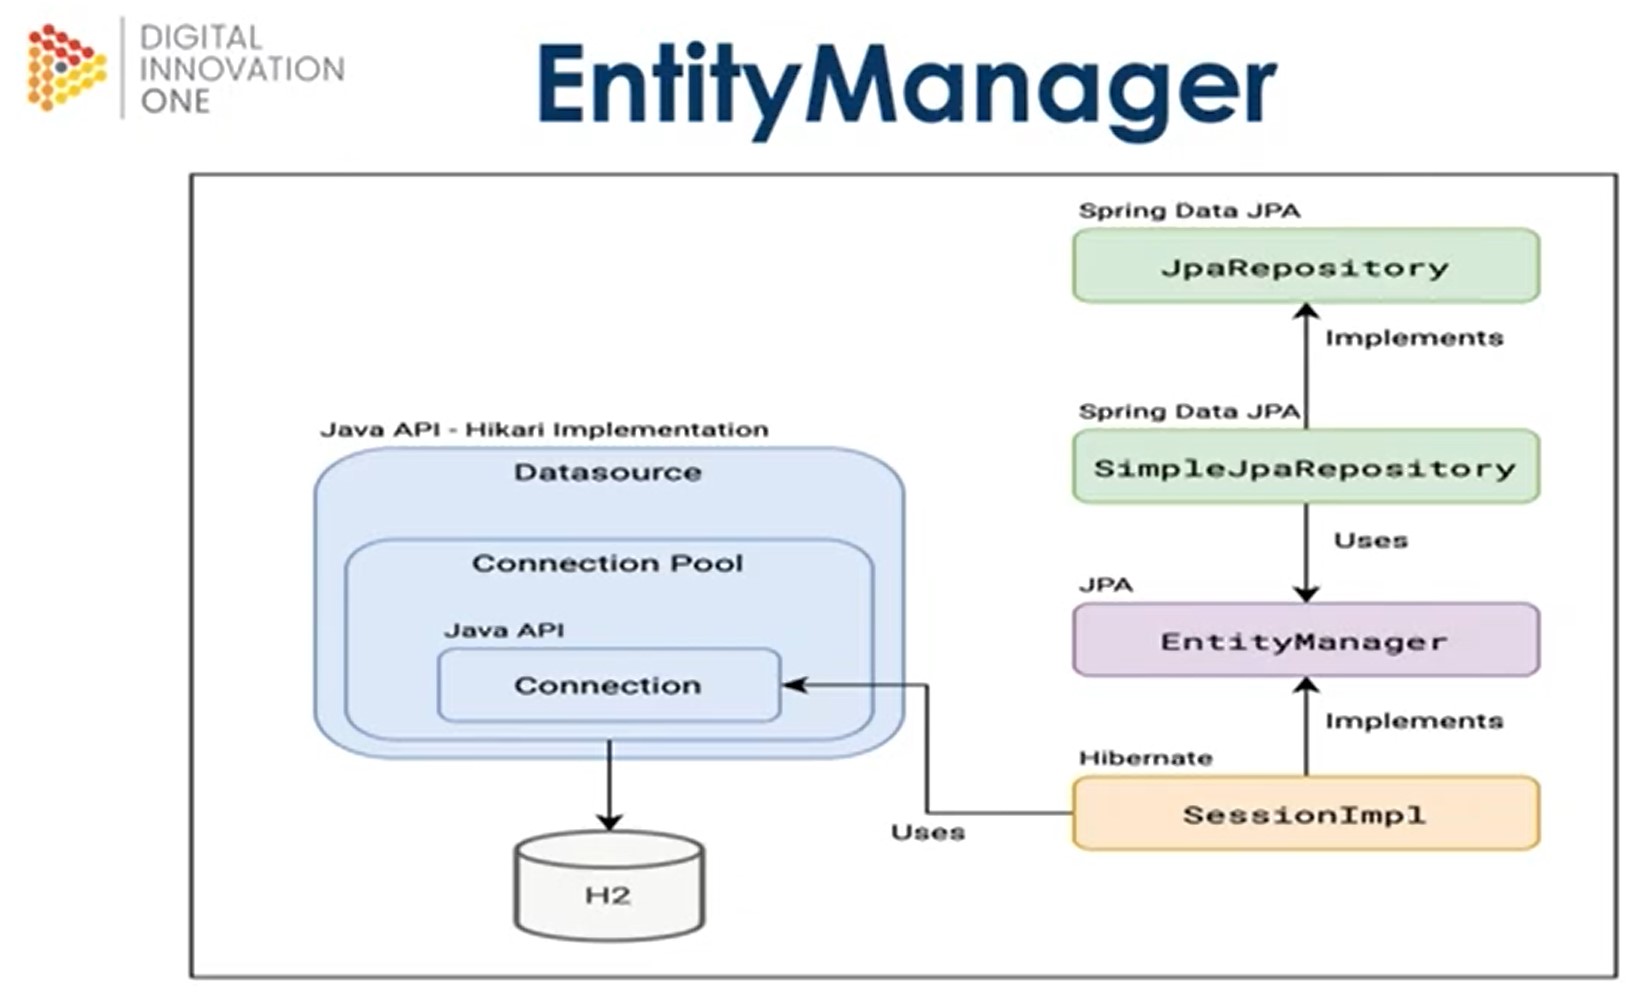 DIGITAL
INNOVATION
ONE
EntityManager
Spring Data JPA
JpaRepository
Implements
Spring Data JPA
SimpleJpaRepository
Uses
JPA
EntityManager
Implements
Hibernate
SessionImpl
Uses
Java API - Hikari Implementation
Datasource
Connection Pool
Java API
Connection
H2